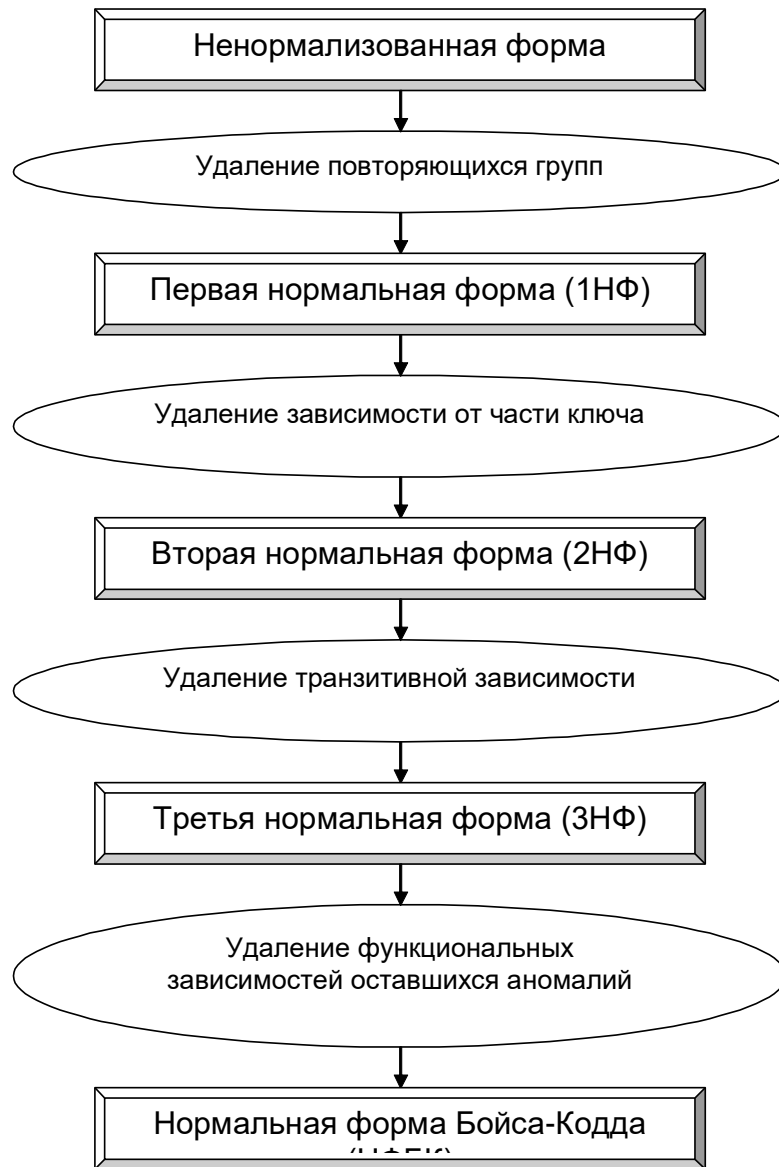 Ненормализованная форма
Удаление повторяющихся групп
Первая нормальная форма (1НФ)
Удаление зависимости от части ключа
Вторая нормальная форма (2НФ)
Удаление транзитивной зависимости
Третья нормальная форма (3НФ)
Удаление функциональных
зависимостей оставшихся аномалий
Нормальная форма Бойса-Кодда